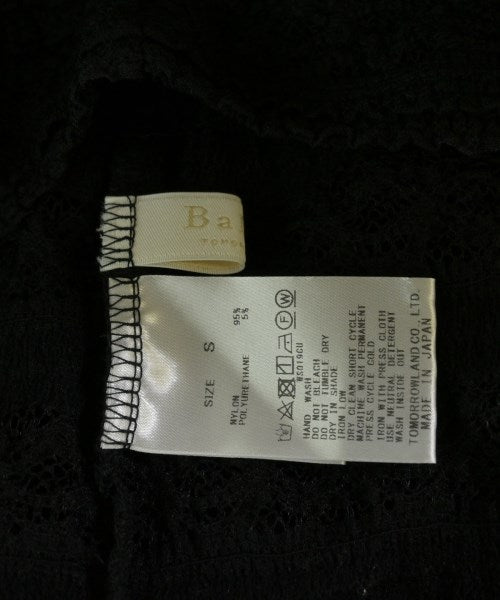 Ba
SIZE S
NYLON 95%
POLYURETHANE 5%
WS019CU
HAND WASH
DO NOT BLEACH
DO NOT TUMBLE DRY
DRY IN SHADE
IRON LOW
DRY CLEAN SHORT CYCLE
MACHINE WASH PERMANENT
PRESS CYCLE COLD
IRON WITH PRESS CLOTH
USE NEUTRAL DETERGENT
WASH INSIDE OUT
TOMORROWLAND CO., LTD.
MADE IN JAPAN